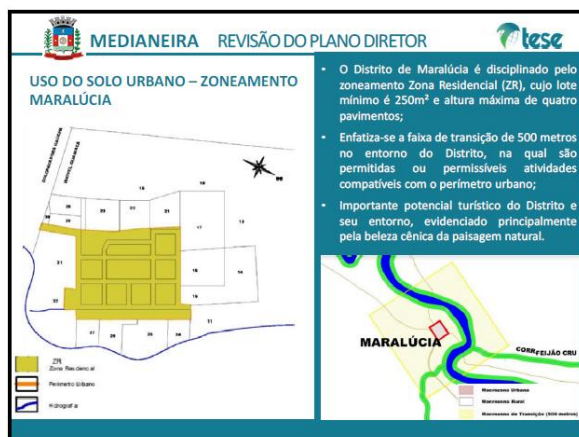 MEDIANEIRA REVISÃO DO PLANO DIRETOR
tese
USO DO SOLO URBANO – ZONEAMENTO
MARALÚCIA
• O Distrito de Maralúcia é disciplinado pelo
zoneamento Zona Residencial (ZR), cujo lote
mínimo é 250m² e altura máxima de quatro
pavimentos;
• Enfatiza-se a faixa de transição de 500 metros
no entorno do Distrito, na qual são
permitidas ou permissíveis atividades
compatíveis com o perímetro urbano;
• Importante potencial turístico do Distrito e
seu entorno, evidenciado principalmente
pela beleza cênica da paisagem natural.
ZR
Zona Residencial
Perímetro Urbano
Hidrografia
MARALÚCIA
CORR FEIJÃO CRU
Macrozona Urbana
Macrozona Rural
Macrozona de Transição (500 metros)